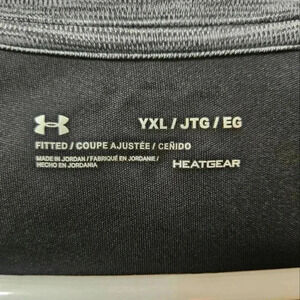 YXL / JTG / EG
FITTED / COUPE AJUSTÉE / CEÑIDO
MADE IN JORDAN / FABRIQUÉ EN JORDANIE /
HECHO EN JORDANIA
HEATGEAR